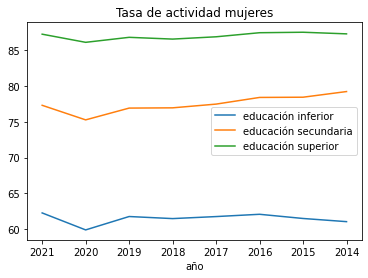 Tasa de actividad mujeres
85
80
75
70
65
60
educación inferior
educación secundaria
educación superior
2021 2020 2019 2018 2017 2016 2015 2014
año